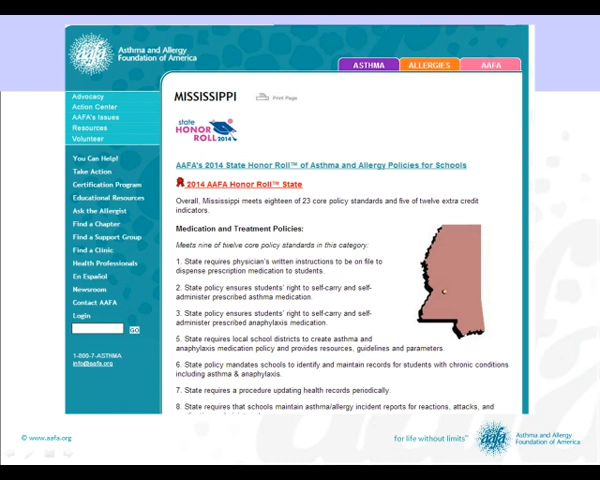 aafa
Asthma and Allergy
Foundation of America
ASTHMA
ALLERGIES
AAFA
Advocacy
Action Center
AAFA's Issues
Resources
Volunteer
You Can Help!
Take Action
Certification Program
Educational Resources
Ask the Allergist
Find a Chapter
Find a Support Group
Find a Clinic
Health Professionals
En Español
Newsroom
Contact AAFA
Login
GO
1-800-7-ASTHMA
info@aafa.org
MISSISSIPPI
Print Page
state
HONOR
ROLL 2014
AAFA's 2014 State Honor Roll™ of Asthma and Allergy Policies for Schools
2014 AAFA Honor Roll™ State
Overall, Mississippi meets eighteen of 23 core policy standards and five of twelve extra credit
indicators.
Medication and Treatment Policies:
Meets nine of twelve core policy standards in this category:
1. State requires physician's written instructions to be on file to
dispense prescription medication to students.
2. State policy ensures students' right to self-carry and self-
administer prescribed asthma medication.
3. State policy ensures students' right to self-carry and self-
administer prescribed anaphylaxis medication.
5. State requires local school districts to create asthma and
anaphylaxis medication policy and provides resources, guidelines and parameters.
6. State policy mandates schools to identify and maintain records for students with chronic conditions
including asthma & anaphylaxis.
7. State requires a procedure updating health records periodically.
8. State requires that schools maintain asthma/allergy incident reports for reactions, attacks, and
© www.aafa.org
for life without limits™
aafa
Asthma and Allergy
Foundation of America